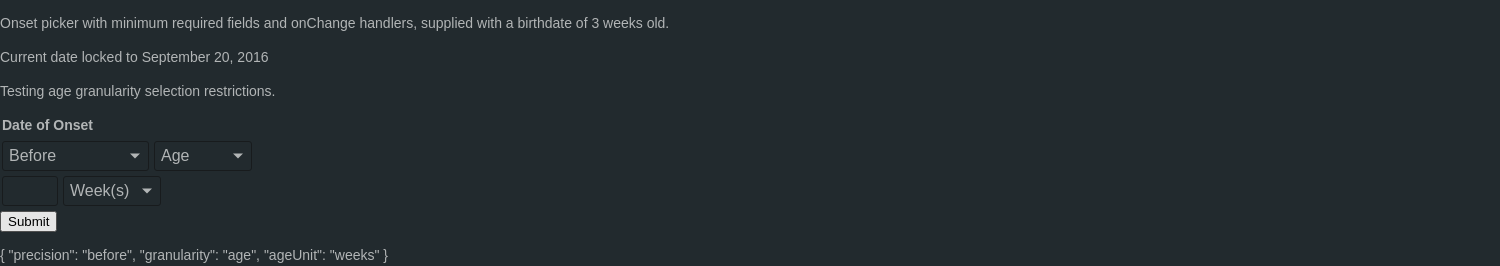 Onset picker with minimum required fields and onChange handlers, supplied with a birthdate of 3 weeks old.
Current date locked to September 20, 2016
Testing age granularity selection restrictions.
Date of Onset
Before Age
Week(s)
Submit
{ "precision": "before", "granularity": "age", "ageUnit": "weeks" }